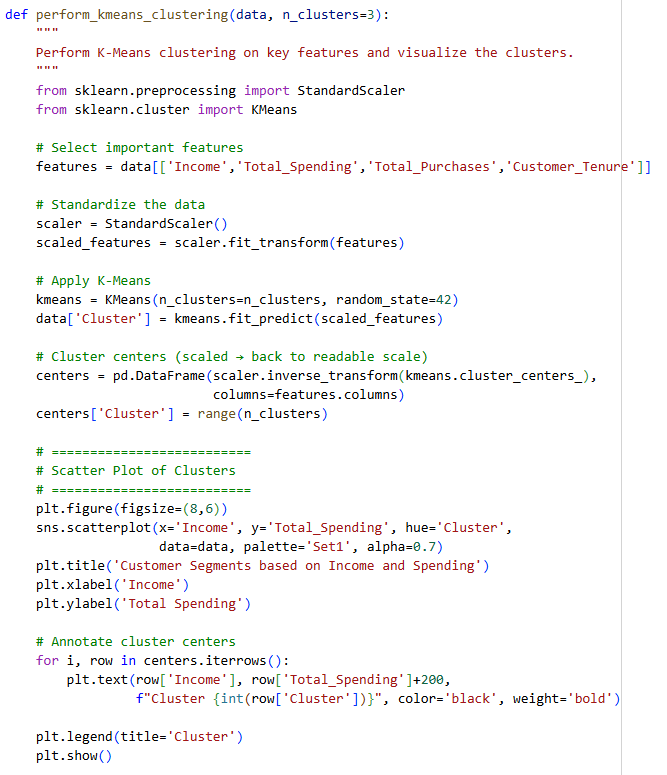 def perform_kmeans_clustering(data, n_clusters=3):
    """
    Perform K-Means clustering on key features and visualize the clusters.
    """
    from sklearn.preprocessing import StandardScaler
    from sklearn.cluster import KMeans

    # Select important features
    features = data[['Income','Total_Spending','Total_Purchases','Customer_Tenure']]

    # Standardize the data
    scaler = StandardScaler()
    scaled_features = scaler.fit_transform(features)

    # Apply K-Means
    kmeans = KMeans(n_clusters=n_clusters, random_state=42)
    data['Cluster'] = kmeans.fit_predict(scaled_features)

    # Cluster centers (scaled → back to readable scale)
    centers = pd.DataFrame(scaler.inverse_transform(kmeans.cluster_centers_),
                           columns=features.columns)
    centers['Cluster'] = range(n_clusters)

    # ==========================
    # Scatter Plot of Clusters
    # ==========================
    plt.figure(figsize=(8,6))
    sns.scatterplot(x='Income', y='Total_Spending', hue='Cluster',
                    data=data, palette='Set1', alpha=0.7)
    plt.title('Customer Segments based on Income and Spending')
    plt.xlabel('Income')
    plt.ylabel('Total Spending')

    # Annotate cluster centers
    for i, row in centers.iterrows():
        plt.text(row['Income'], row['Total_Spending']+200,
                 f"Cluster {int(row['Cluster'])}", color='black', weight='bold')

    plt.legend(title='Cluster')
    plt.show()